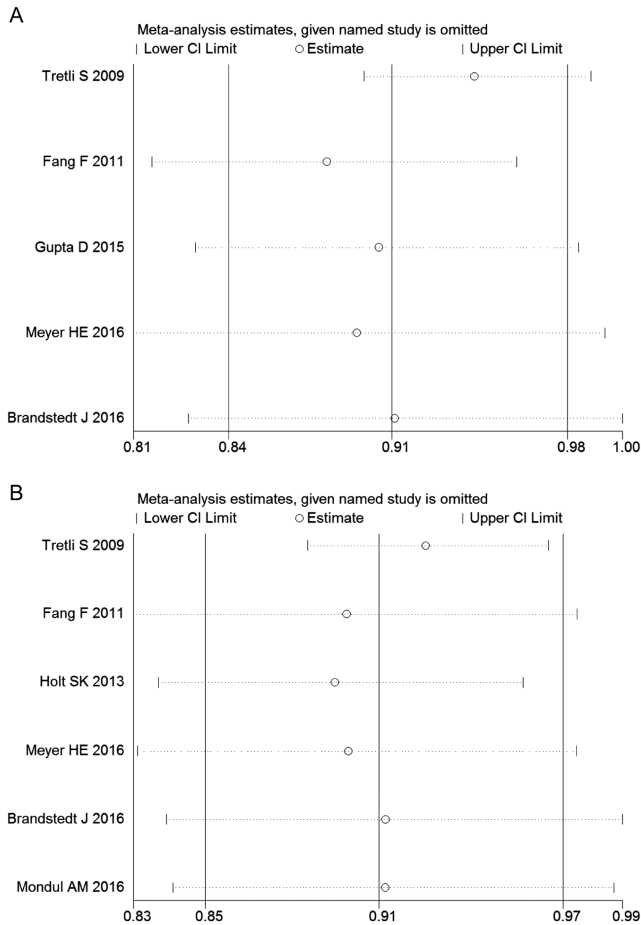 A
Meta-analysis estimates, given named study is omitted
| Lower CI Limit ○ Estimate | Upper CI Limit
Tretli S 2009
Fang F 2011
Gupta D 2015
Meyer HE 2016
Brandstedt J 2016
0.81 0.84 0.91 0.98 1.00
B
Meta-analysis estimates, given named study is omitted
| Lower CI Limit ○ Estimate | Upper CI Limit
Tretli S 2009
Fang F 2011
Holt SK 2013
Meyer HE 2016
Brandstedt J 2016
Mondul AM 2016
0.83 0.85 0.91 0.97 0.99